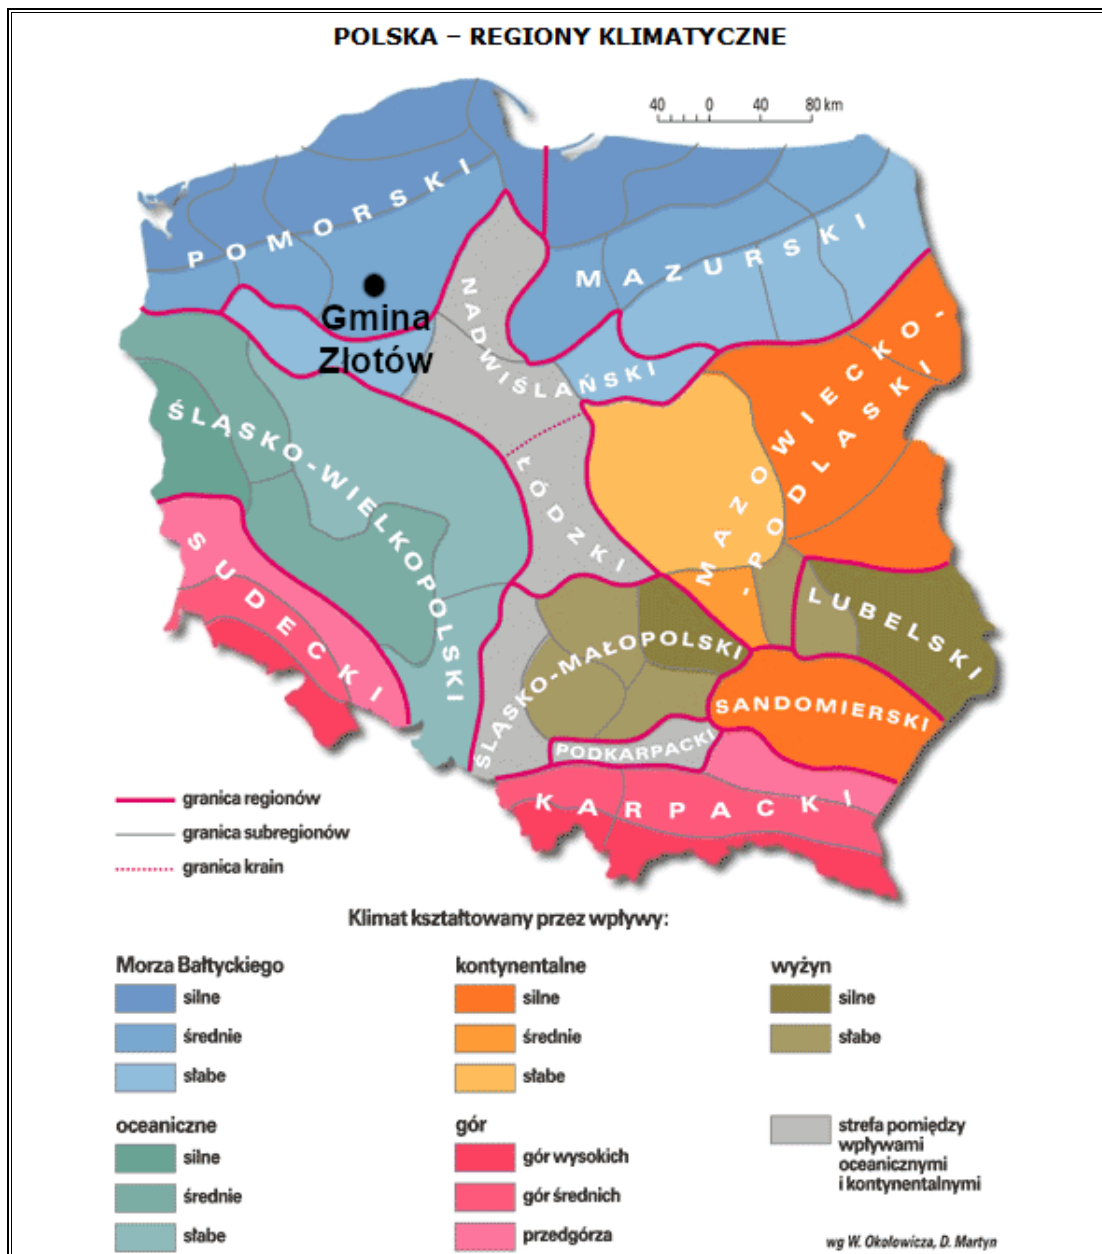 POLSKA – REGIONY KLIMATYCZNE
40 0 40 80 km
POMORSKI
MAZURSKI
Gmina
Złotów
NADWIŚLAŃSKI
MAZOWIECKO-
-PODLASKI
ŚLĄSKO-WIELKOPOLSKI
ŁÓDZKI
SUDECKI
LUBELSKI
ŚLĄSKO-MAŁOPOLSKI
SANDOMIERSKI
PODKARPACKI
KARPACKI
granica regionów
granica subregionów
granica krain
Klimat kształtowany przez wpływy:
Morza Bałtyckiego
silne
średnie
słabe
kontynentalne
silne
średnie
słabe
wyżyn
silne
słabe
oceaniczne
silne
średnie
słabe
gór
gór wysokich
gór średnich
przedgórza
strefa pomiędzy
wpływami
oceanicznymi
i kontynentalnymi
wg W. Okołowicza, D. Martyn